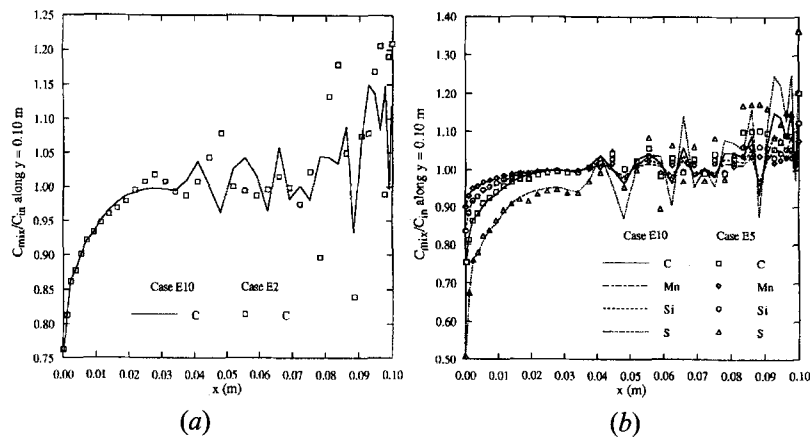 C_mix/C_in along y = 0.10 m
1.25
1.20
1.15
1.10
1.05
1.00
0.95
0.90
0.85
0.80
0.75
Case E10 Case E2
C C
0.00 0.01 0.02 0.03 0.04 0.05 0.06 0.07 0.08 0.09 0.10
x (m)
(a)
C_mix/C_in along y = 0.10 m
1.40
1.30
1.20
1.10
1.00
0.90
0.80
0.70
0.60
0.50
Case E10 Case E5
C C
Mn Mn
Si Si
S S
0.00 0.01 0.02 0.03 0.04 0.05 0.06 0.07 0.08 0.09 0.10
x (m)
(b)